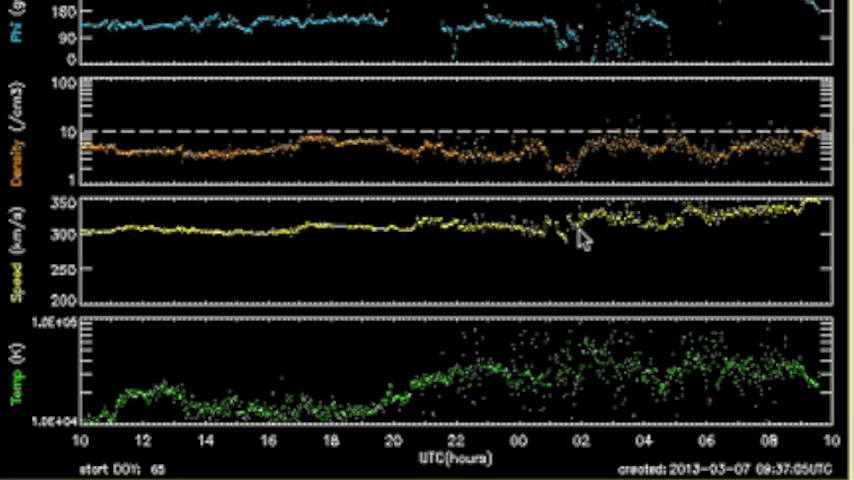 Phi
180
90
0
Density (/cm3)
100
10
1
Speed (km/s)
350
300
250
200
Temp (K)
1.0E+05
1.0E+04
10 12 14 16 18 20 22 00 02 04 06 08 10
UTC(hours)
start DOY: 65
created: 2013-03-07 09:37:05UTC